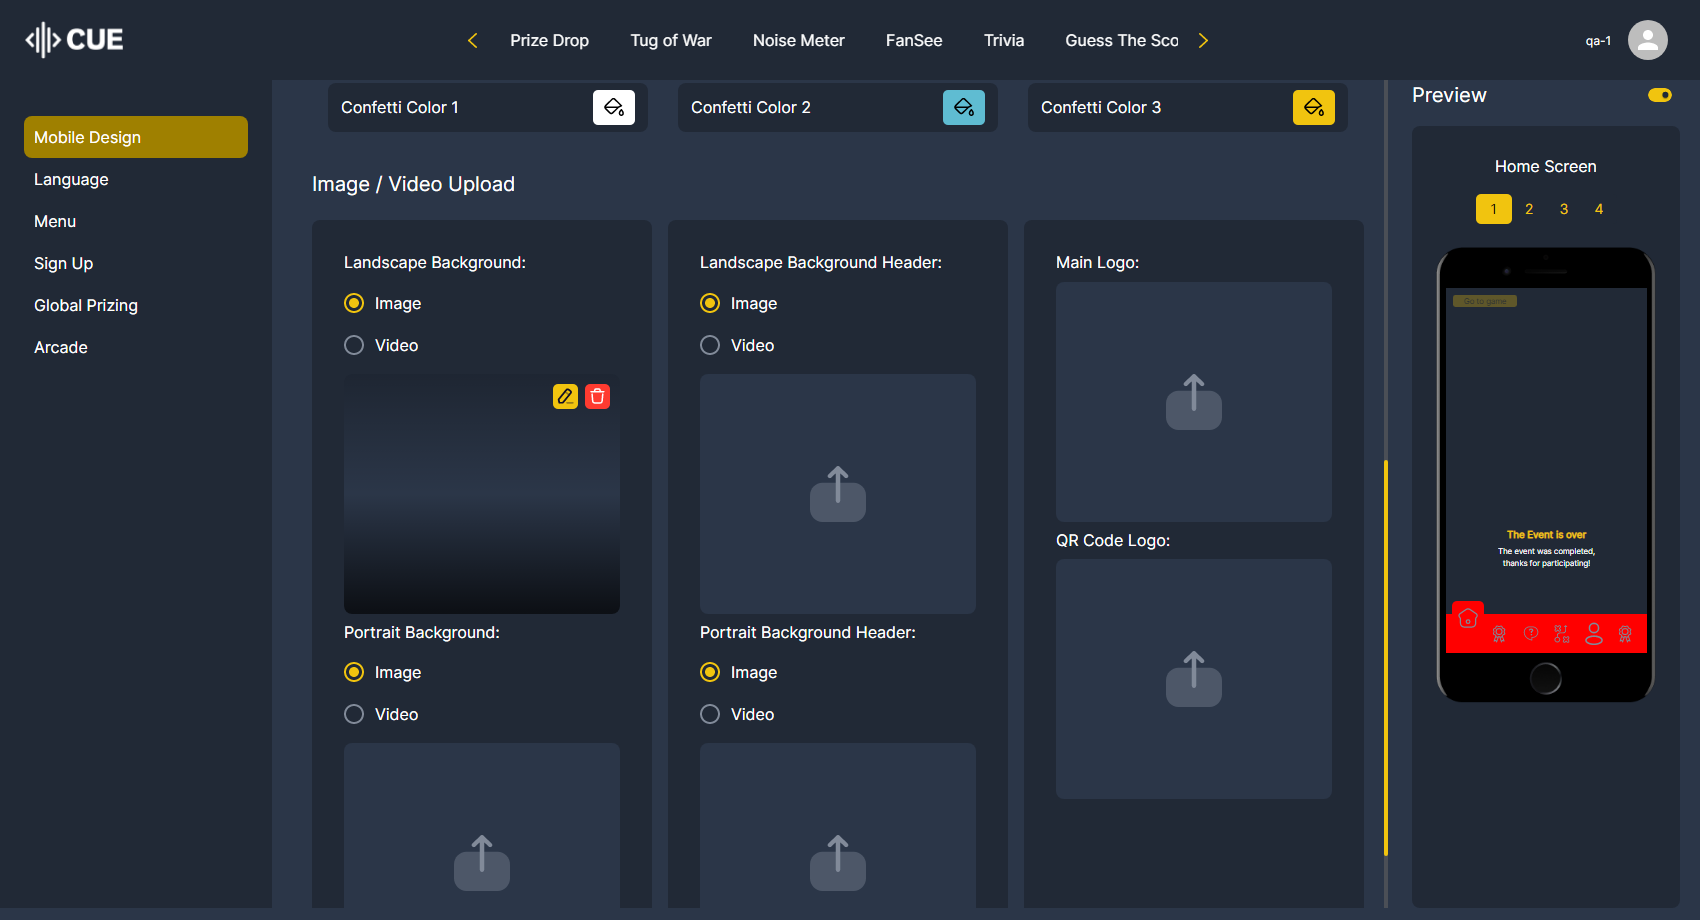 CUE
Prize Drop
Tug of War
Noise Meter
FanSee
Trivia
Guess The Sco
qa-1
Mobile Design
Language
Menu
Sign Up
Global Prizing
Arcade
Confetti Color 1
Confetti Color 2
Confetti Color 3
Image / Video Upload
Landscape Background:
Image
Video
Portrait Background:
Image
Video
Landscape Background Header:
Image
Video
Portrait Background Header:
Image
Video
Main Logo:
QR Code Logo:
Preview
Home Screen
1 2 3 4
Go to game
The Event is over
The event was completed,
thanks for participating!